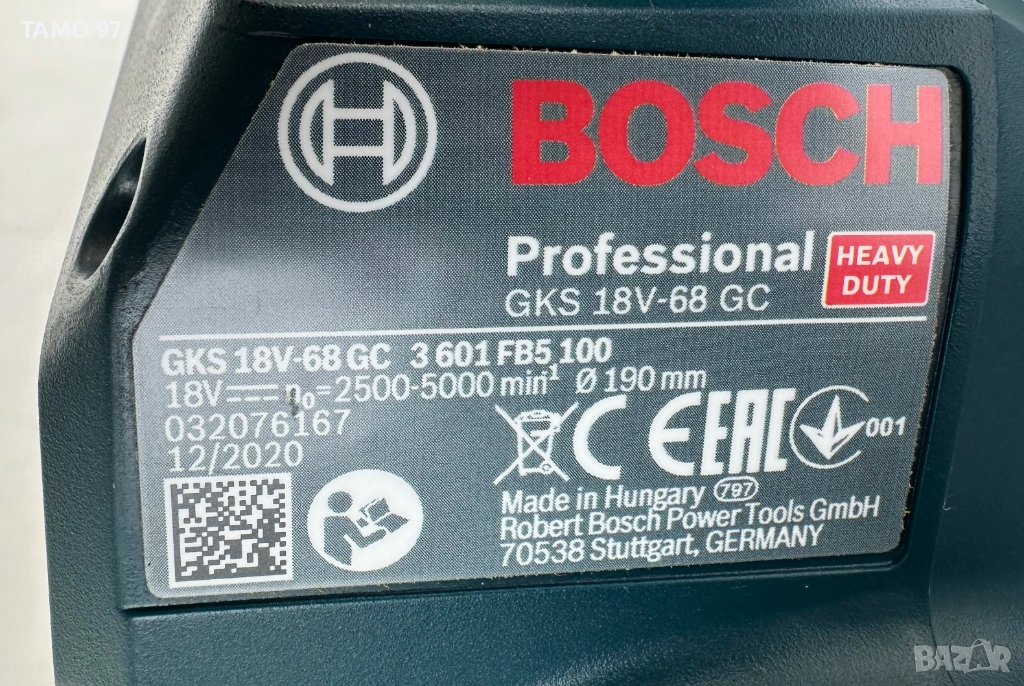 TAMO 97
BOSCH
Professional
HEAVY
DUTY
GKS 18V-68 GC
GKS 18V-68 GC 3 601 FB5 100
18V n₀=2500-5000 min⁻¹ Ø 190 mm
032076167
12/2020
CE EAC 001
Made in Hungary 797
Robert Bosch Power Tools GmbH
70538 Stuttgart, GERMANY
BAZAR